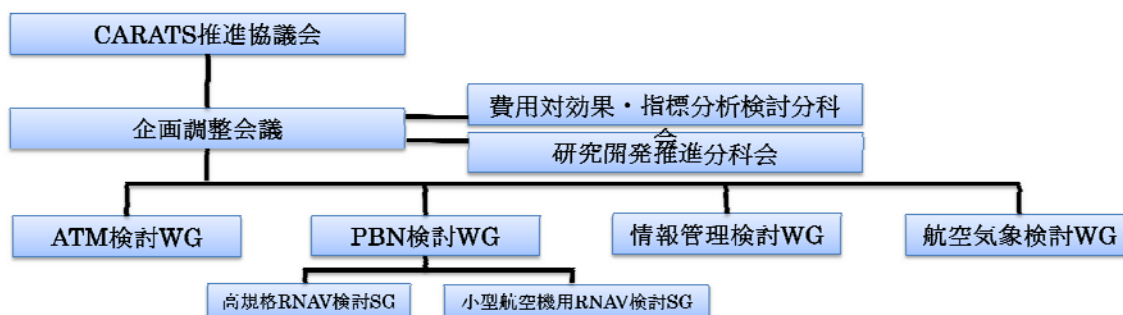 CARATS推進協議会
企画調整会議
費用対効果・指標分析検討分科
会
研究開発推進分科会
ATM検討WG
PBN検討WG
情報管理検討WG
航空気象検討WG
高規格RNAV検討SG
小型航空機用RNAV検討SG